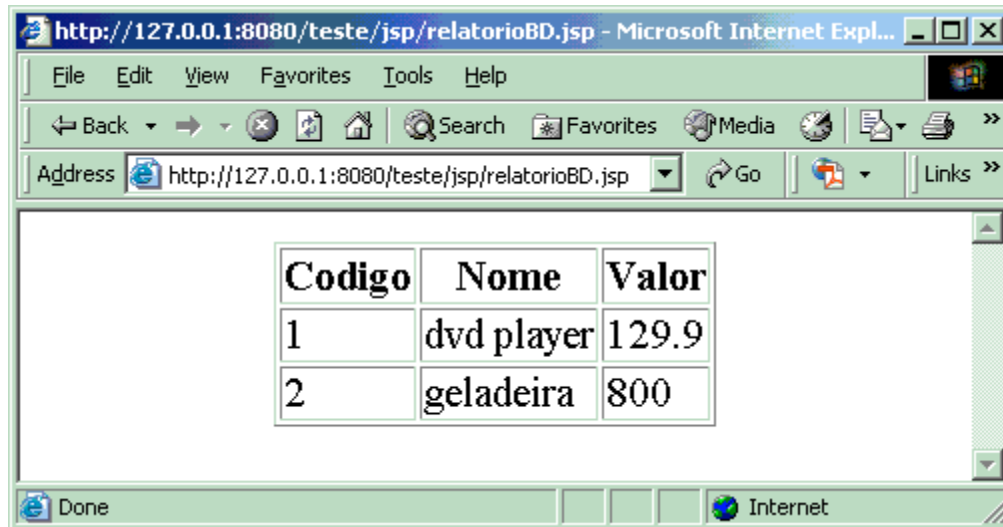 http://127.0.0.1:8080/teste/jsp/relatorioBD.jsp - Microsoft Internet Expl...
File Edit View Favorites Tools Help
Back Search Favorites Media »
Address http://127.0.0.1:8080/teste/jsp/relatorioBD.jsp Go Links »
Codigo Nome Valor
1 dvd player 129.9
2 geladeira 800
Done Internet